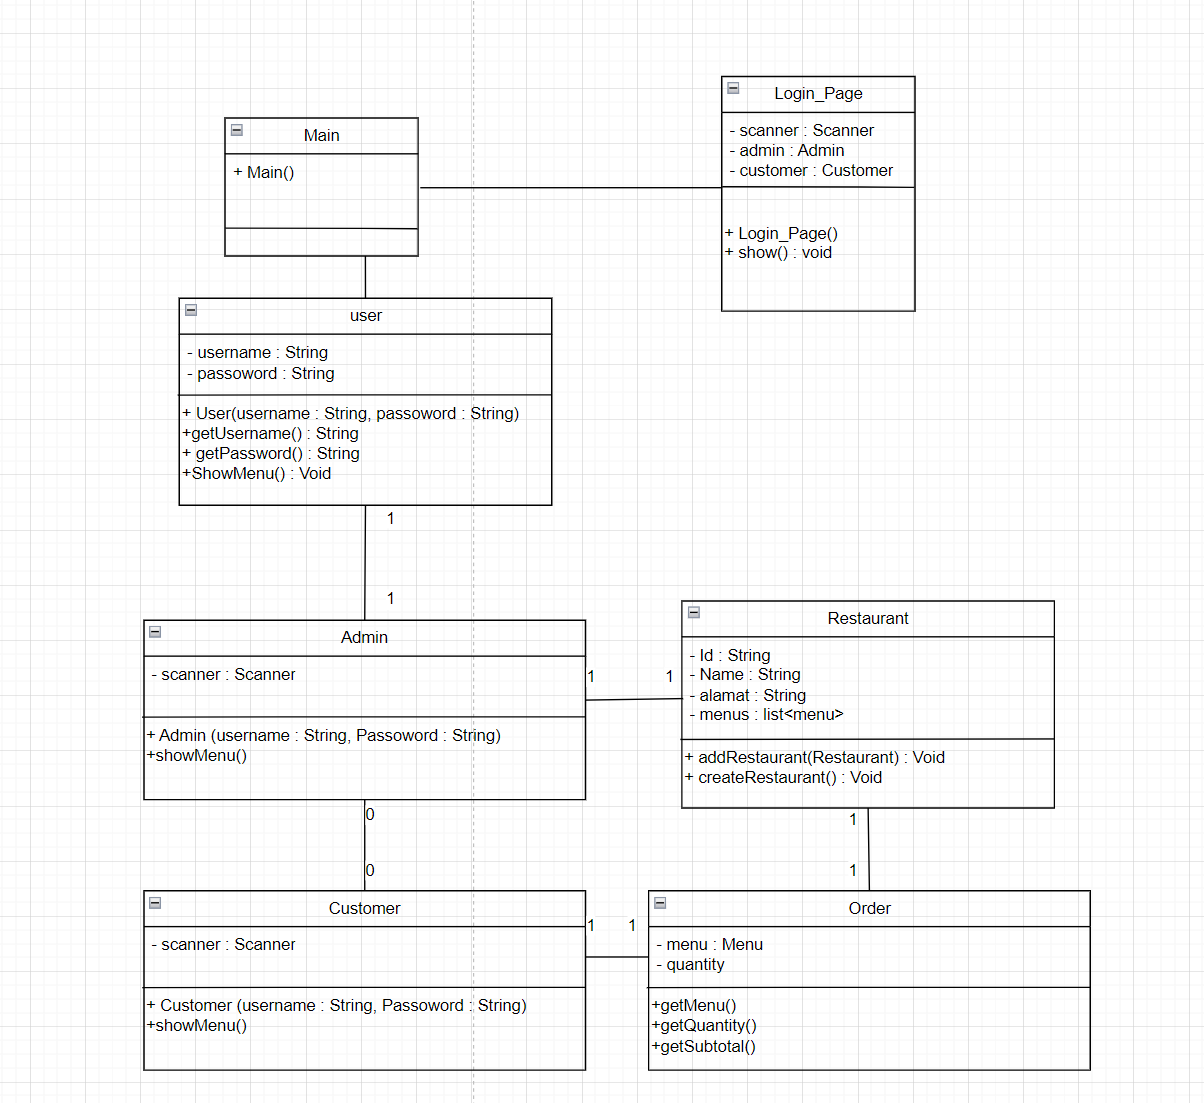 Login_Page
- scanner : Scanner
- admin : Admin
- customer : Customer
+ Login_Page()
+ show() : void
Main
+ Main()
user
- username : String
- passoword : String
+ User(username : String, passoword : String)
+getUsername() : String
+ getPassword() : String
+ShowMenu() : Void
1
1
Admin
- scanner : Scanner
+ Admin (username : String, Passoword : String)
+showMenu()
1
1
Restaurant
- Id : String
- Name : String
- alamat : String
- menus : list<menu>
+ addRestaurant(Restaurant) : Void
+ createRestaurant() : Void
0
0
1
1
Customer
- scanner : Scanner
+ Customer (username : String, Passoword : String)
+showMenu()
1
1
Order
- menu : Menu
- quantity
+getMenu()
+getQuantity()
+getSubtotal()